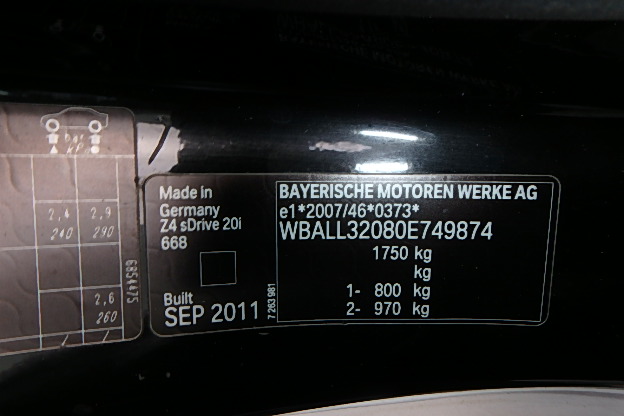 bar
kPa
2,4 2,9
240 290
2,6
260
6854475
Made in
Germany
Z4 sDrive 20i
668
Built
SEP 2011
7 263 981
BAYERISCHE MOTOREN WERKE AG
e1*2007/46*0373*
WBALL32080E749874
1750 kg
kg
1- 800 kg
2- 970 kg